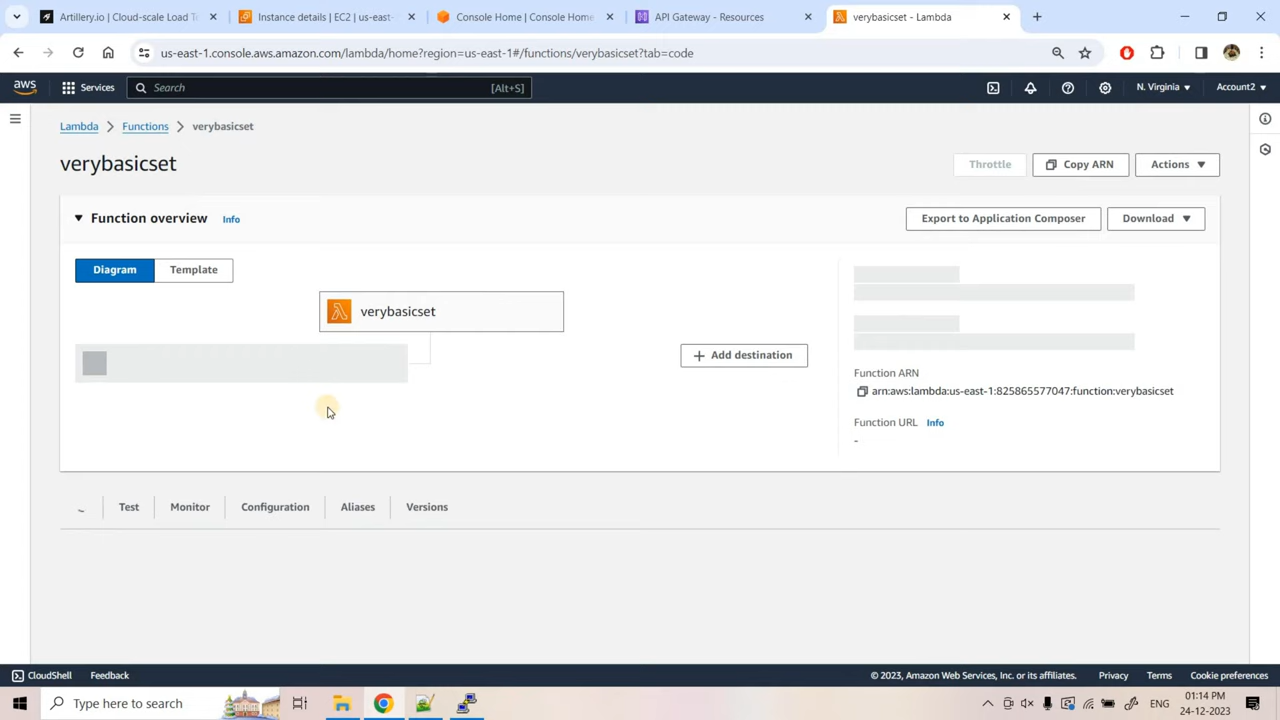 Artillery.io | Cloud-scale Load Te
Instance details | EC2 | us-east-
Console Home | Console Home
API Gateway - Resources
verybasicset - Lambda
us-east-1.console.aws.amazon.com/lambda/home?region=us-east-1#/functions/verybasicset?tab=code
aws
Services
Search
[Alt+S]
N. Virginia
Account2
Lambda
Functions
verybasicset
verybasicset
Throttle
Copy ARN
Actions
Function overview
Info
Export to Application Composer
Download
Diagram
Template
verybasicset
Add destination
Function ARN
arn:aws:lambda:us-east-1:825865577047:function:verybasicset
Function URL
Info
-
Test
Monitor
Configuration
Aliases
Versions
CloudShell
Feedback
© 2023, Amazon Web Services, Inc. or its affiliates.
Privacy
Terms
Cookie preferences
Type here to search
ENG
01:14 PM
24-12-2023